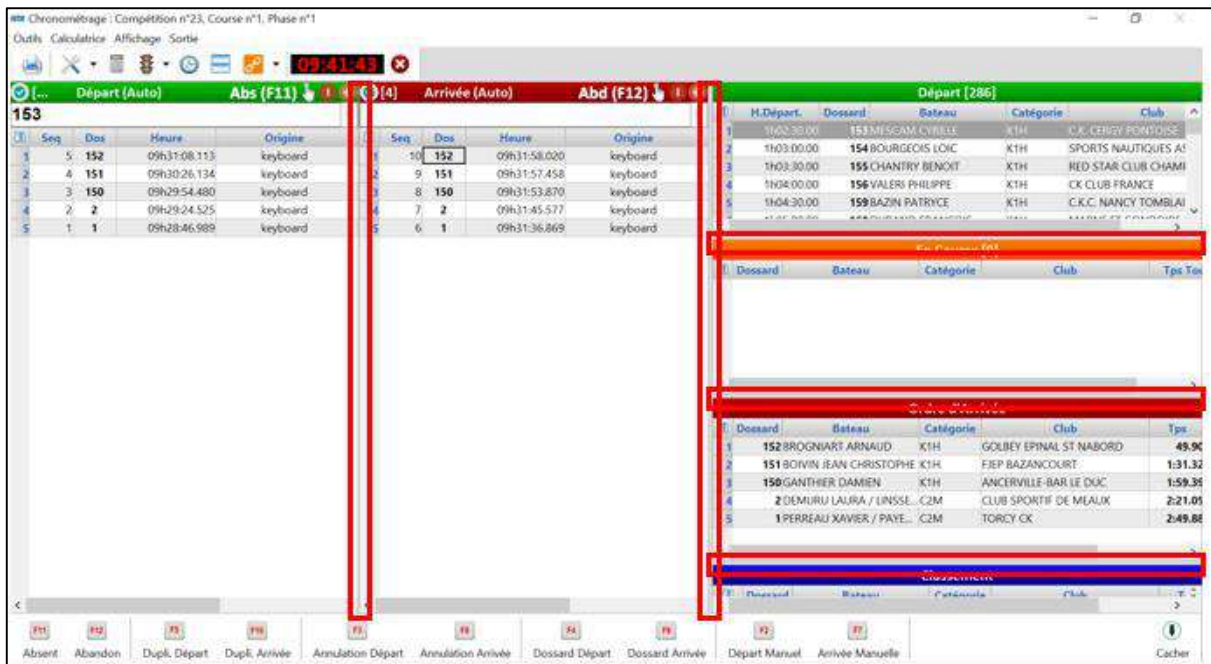 Chronométrage : Compétition n°23, Course n°1, Phase n°1
Outils Calculatrice Affichage Sortie
09:41:43
[... Départ (Auto) Abs (F11)
[4] Arrivée (Auto) Abd (F12)
153
Seq Dos Heure Origine
1 5 152 09h31:08.113 keyboard
2 4 151 09h30:26.134 keyboard
3 3 150 09h29:54.480 keyboard
4 2 2 09h29:24.525 keyboard
5 1 1 09h28:46.989 keyboard
Seq Dos Heure Origine
10 152 09h31:58.020 keyboard
9 151 09h31:57.458 keyboard
8 150 09h31:53.870 keyboard
7 2 09h31:45.577 keyboard
6 1 09h31:36.869 keyboard
Départ [286]
H.Départ. Dossard Bateau Catégorie Club
1 1h02:30.00 153 MESCAM CYRILLE K1H C.K. CERGY PONTOISE
2 1h03:00.00 154 BOURGEOIS LOIC K1H SPORTS NAUTIQUES A
3 1h03:30.00 155 CHANTRY BENOIT K1H RED STAR CLUB CHAMI
4 1h04:00.00 156 VALERI PHILIPPE K1H CK CLUB FRANCE
5 1h04:30.00 159 BAZIN PATRYCE K1H C.K.C. NANCY TOMBLAI
Dossard Bateau Catégorie Club Tps Tou
Ordre d'Arrivée
Dossard Bateau Catégorie Club Tps
1 152 BROGNIART ARNAUD K1H GOLBEY EPINAL ST NABORD 49.90
2 151 BOIVIN JEAN CHRISTOPHE K1H FJEP BAZANCOURT 1:31.32
3 150 GANTHIER DAMIEN K1H ANCERVILLE-BAR LE DUC 1:59.39
4 2 DEMURU LAURA / LINSSE... C2M CLUB SPORTIF DE MEAUX 2:21.05
5 1 PERREAU XAVIER / PAYE... C2M TORCY CK 2:49.88
Classement
Dossard Bateau Catégorie Club T
F11 F12 F9 F10 F3 F8 F4 F6 F2 F7
Absent Abandon Dupli. Départ Dupli. Arrivée Annulation Départ Annulation Arrivée Dossard Départ Dossard Arrivée Départ Manuel Arrivée Manuelle Cacher